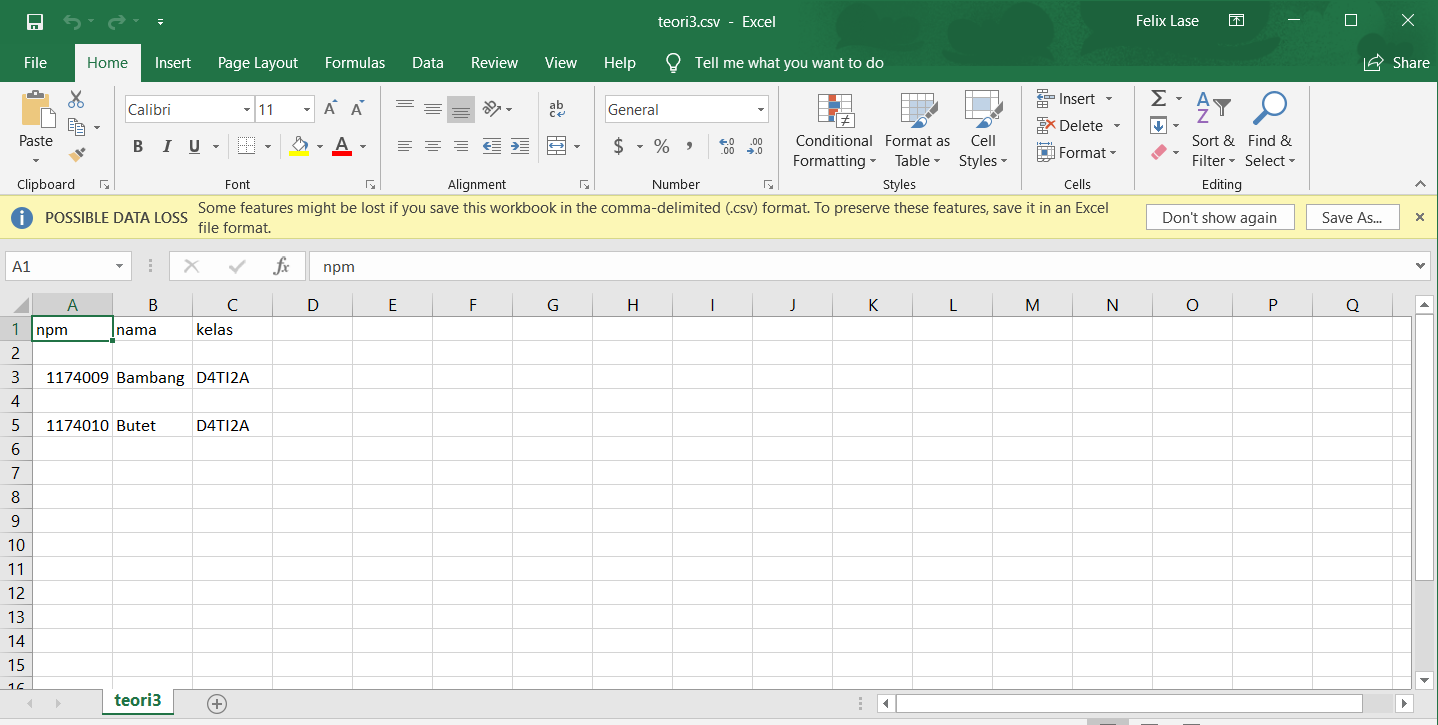 teori3.csv - Excel
Felix Lase
File Home Insert Page Layout Formulas Data Review View Help Tell me what you want to do Share
Calibri 11
General
Paste
B I U
$ % ,
ab
Conditional Formatting
Format as Table
Cell Styles
Insert
Delete
Format
Σ
Sort & Filter
Find & Select
Clipboard Font Alignment Number Styles Cells Editing
POSSIBLE DATA LOSS Some features might be lost if you save this workbook in the comma-delimited (.csv) format. To preserve these features, save it in an Excel
file format.
Don't show again Save As...
A1 fx npm
A B C D E F G H I J K L M N O P Q
1 npm nama kelas
2
3 1174009 Bambang D4TI2A
4
5 1174010 Butet D4TI2A
6
7
8
9
10
11
12
13
14
15
16
teori3